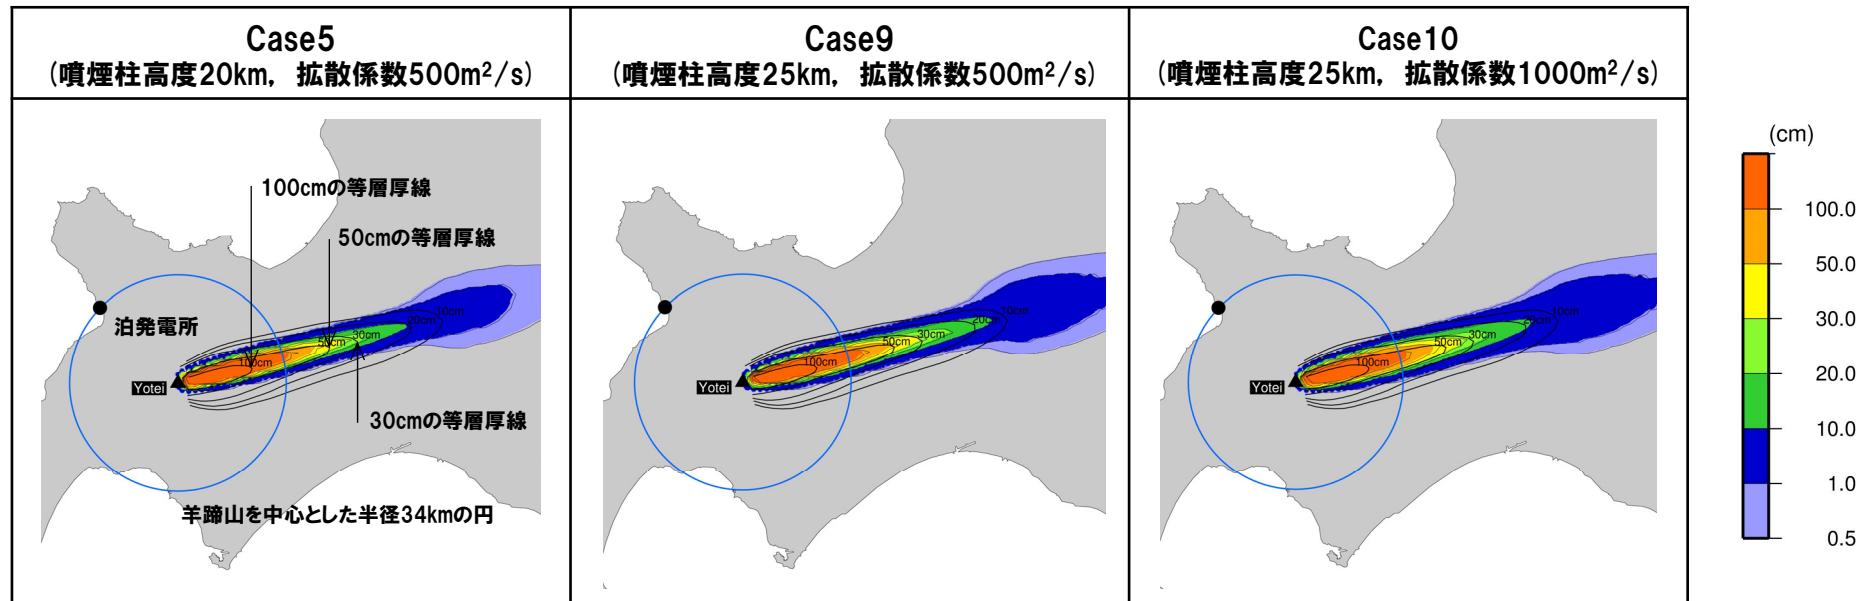 Case5
(噴煙柱高度20km, 拡散係数500m²/s)
Case9
(噴煙柱高度25km, 拡散係数500m²/s)
Case10
(噴煙柱高度25km, 拡散係数1000m²/s)
100cmの等層厚線
50cmの等層厚線
泊発電所
10cm
20cm
30cm
50cm
100cm
Yotei
30cmの等層厚線
羊蹄山を中心とした半径34kmの円
10cm
20cm
30cm
50cm
100cm
Yotei
10cm
20cm
30cm
50cm
100cm
Yotei
(cm)
100.0
50.0
30.0
20.0
10.0
1.0
0.5